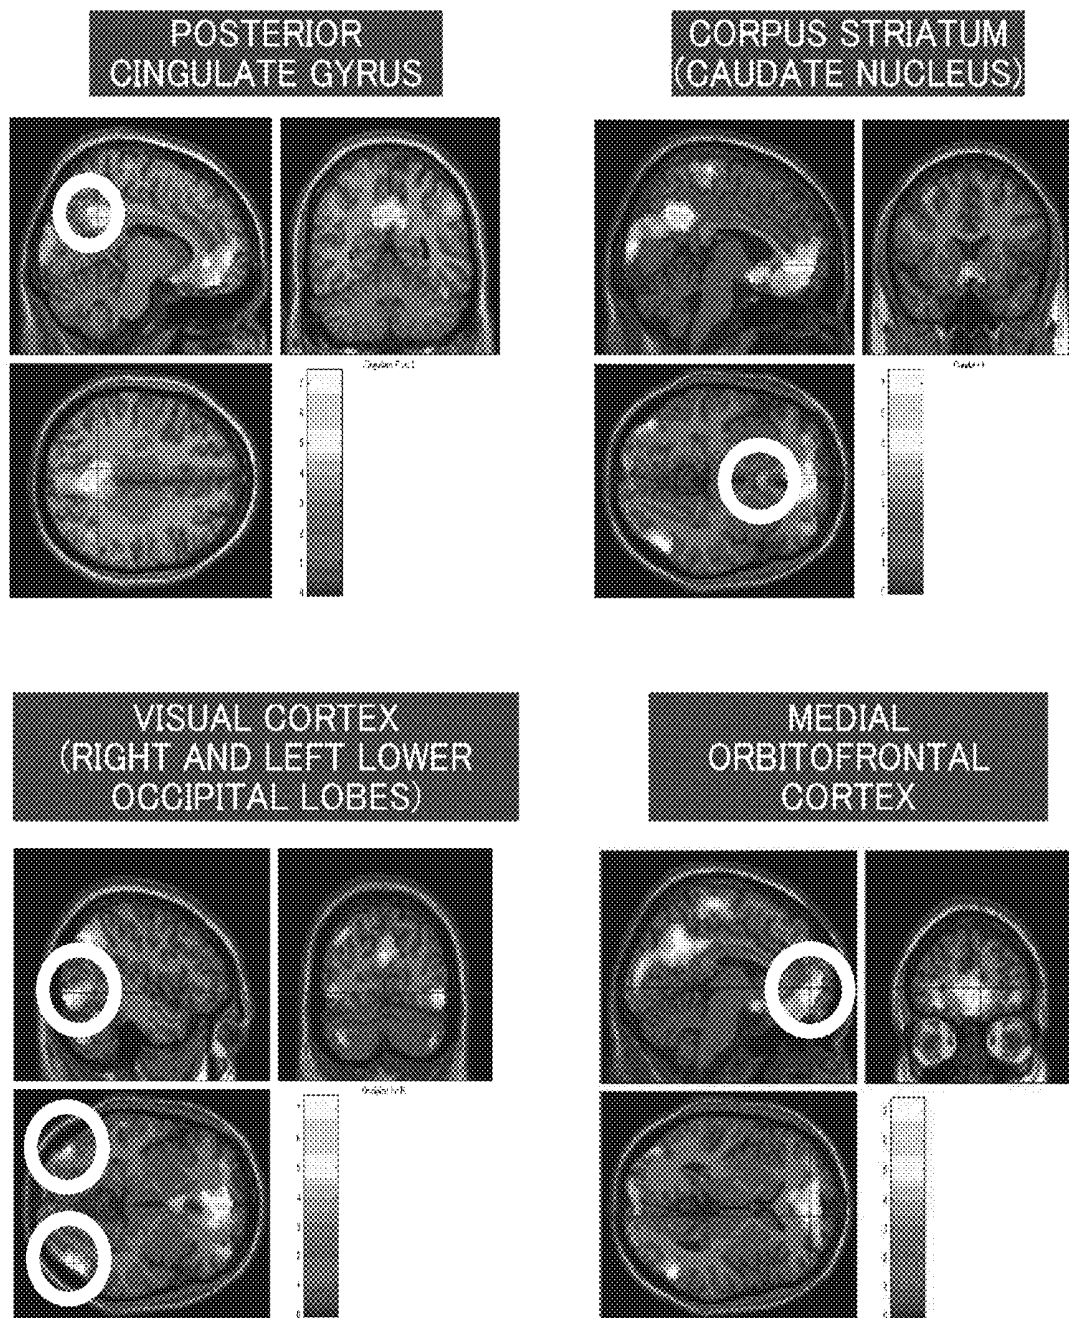 POSTERIOR
CINGULATE GYRUS
CORPUS STRIATUM
(CAUDATE NUCLEUS)
VISUAL CORTEX
(RIGHT AND LEFT LOWER
OCCIPITAL LOBES)
MEDIAL
ORBITOFRONTAL
CORTEX